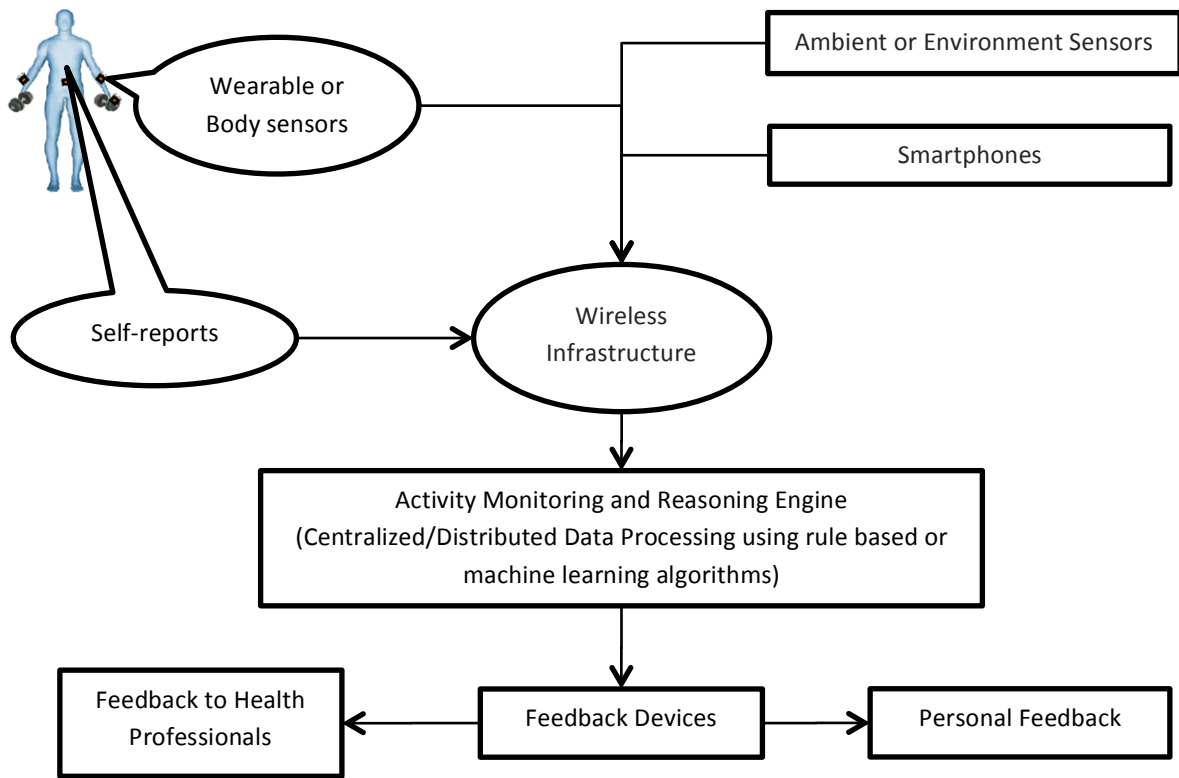 Ambient or Environment Sensors
Wearable or
Body sensors
Smartphones
Self-reports
Wireless
Infrastructure
Activity Monitoring and Reasoning Engine
(Centralized/Distributed Data Processing using rule based or
machine learning algorithms)
Feedback to Health
Professionals
Feedback Devices
Personal Feedback